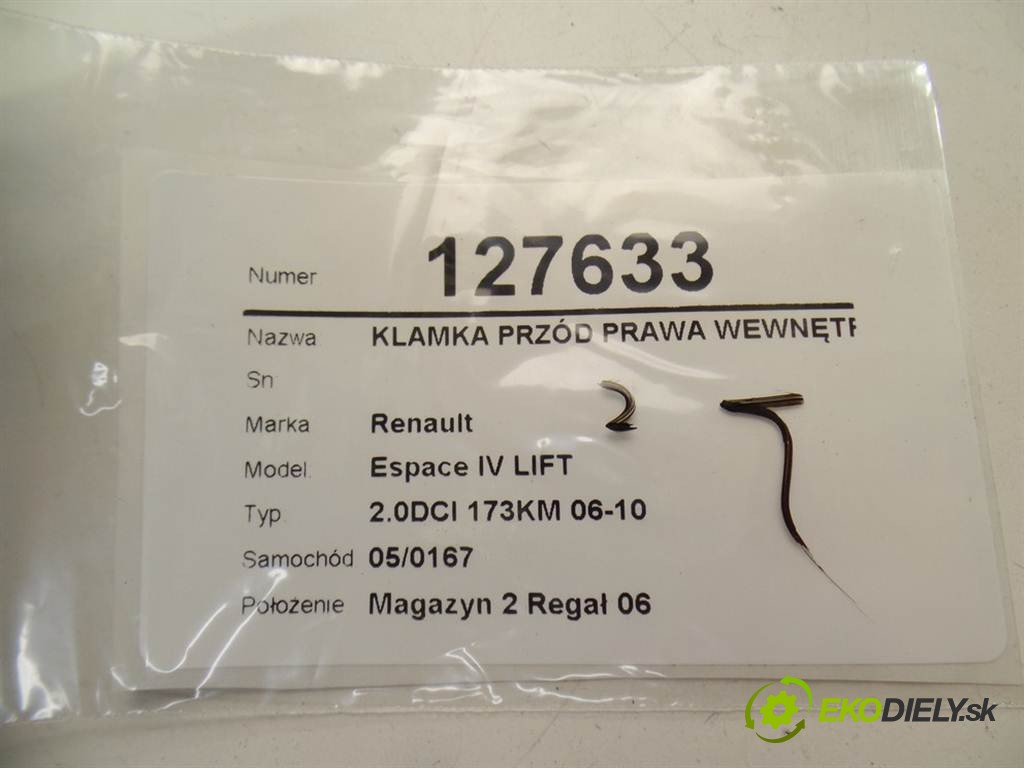 Numer 127633
Nazwa KLAMKA PRZÓD PRAWA WEWNĘTR
Sn
Marka Renault
Model. Espace IV LIFT
Typ 2.0DCI 173KM 06-10
Samochód 05/0167
Położenie Magazyn 2 Regał 06
EKODIELY.sk